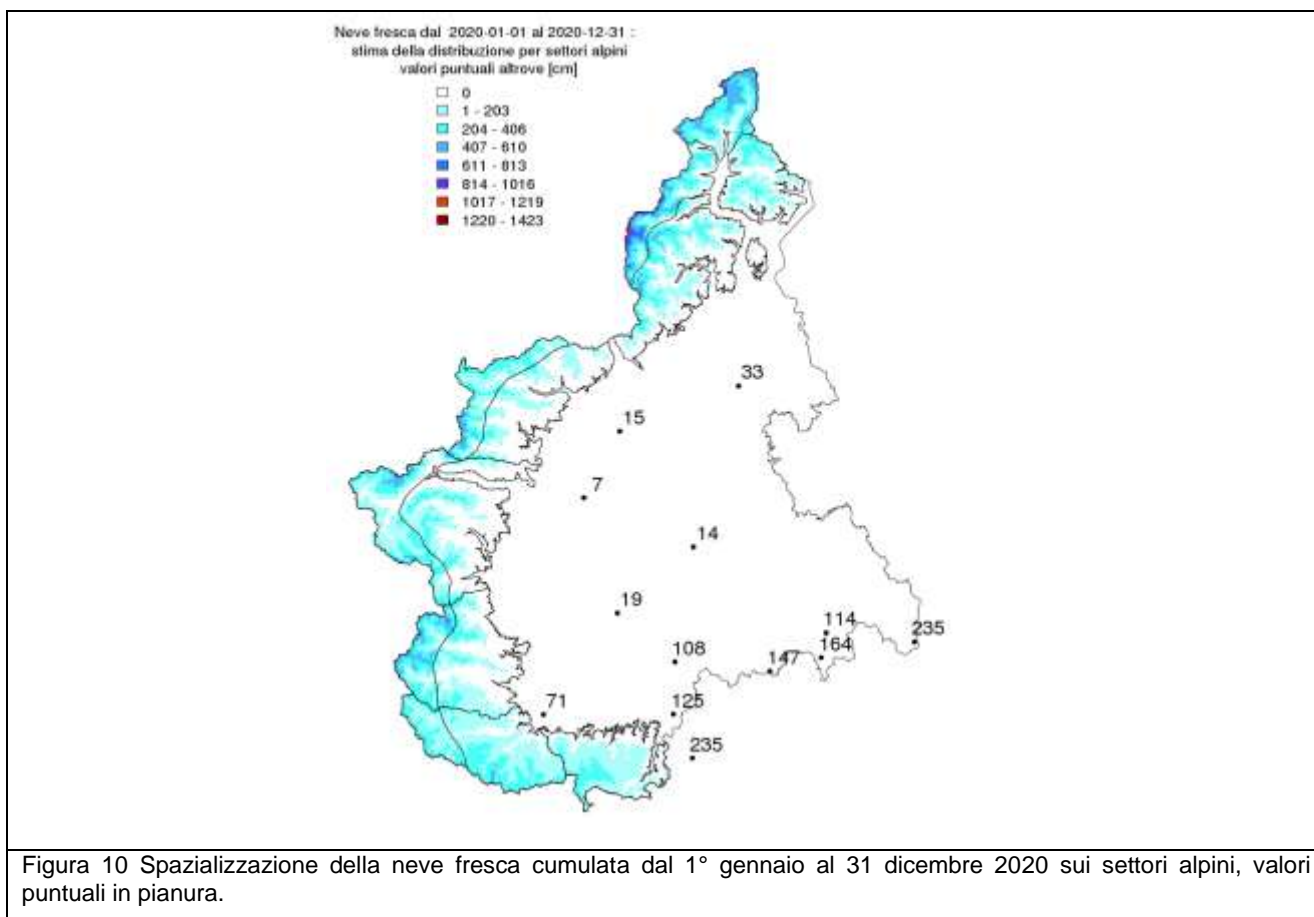 Neve fresca dal 2020-01-01 al 2020-12-31 :
stima della distribuzione per settori alpini
valori puntuali altrove [cm]
0
1 - 203
204 - 406
407 - 610
611 - 813
814 - 1016
1017 - 1219
1220 - 1423
33
15
7
14
19
114
235
164
108
147
71
125
235
Figura 10 Spazializzazione della neve fresca cumulata dal 1° gennaio al 31 dicembre 2020 sui settori alpini, valori
puntuali in pianura.